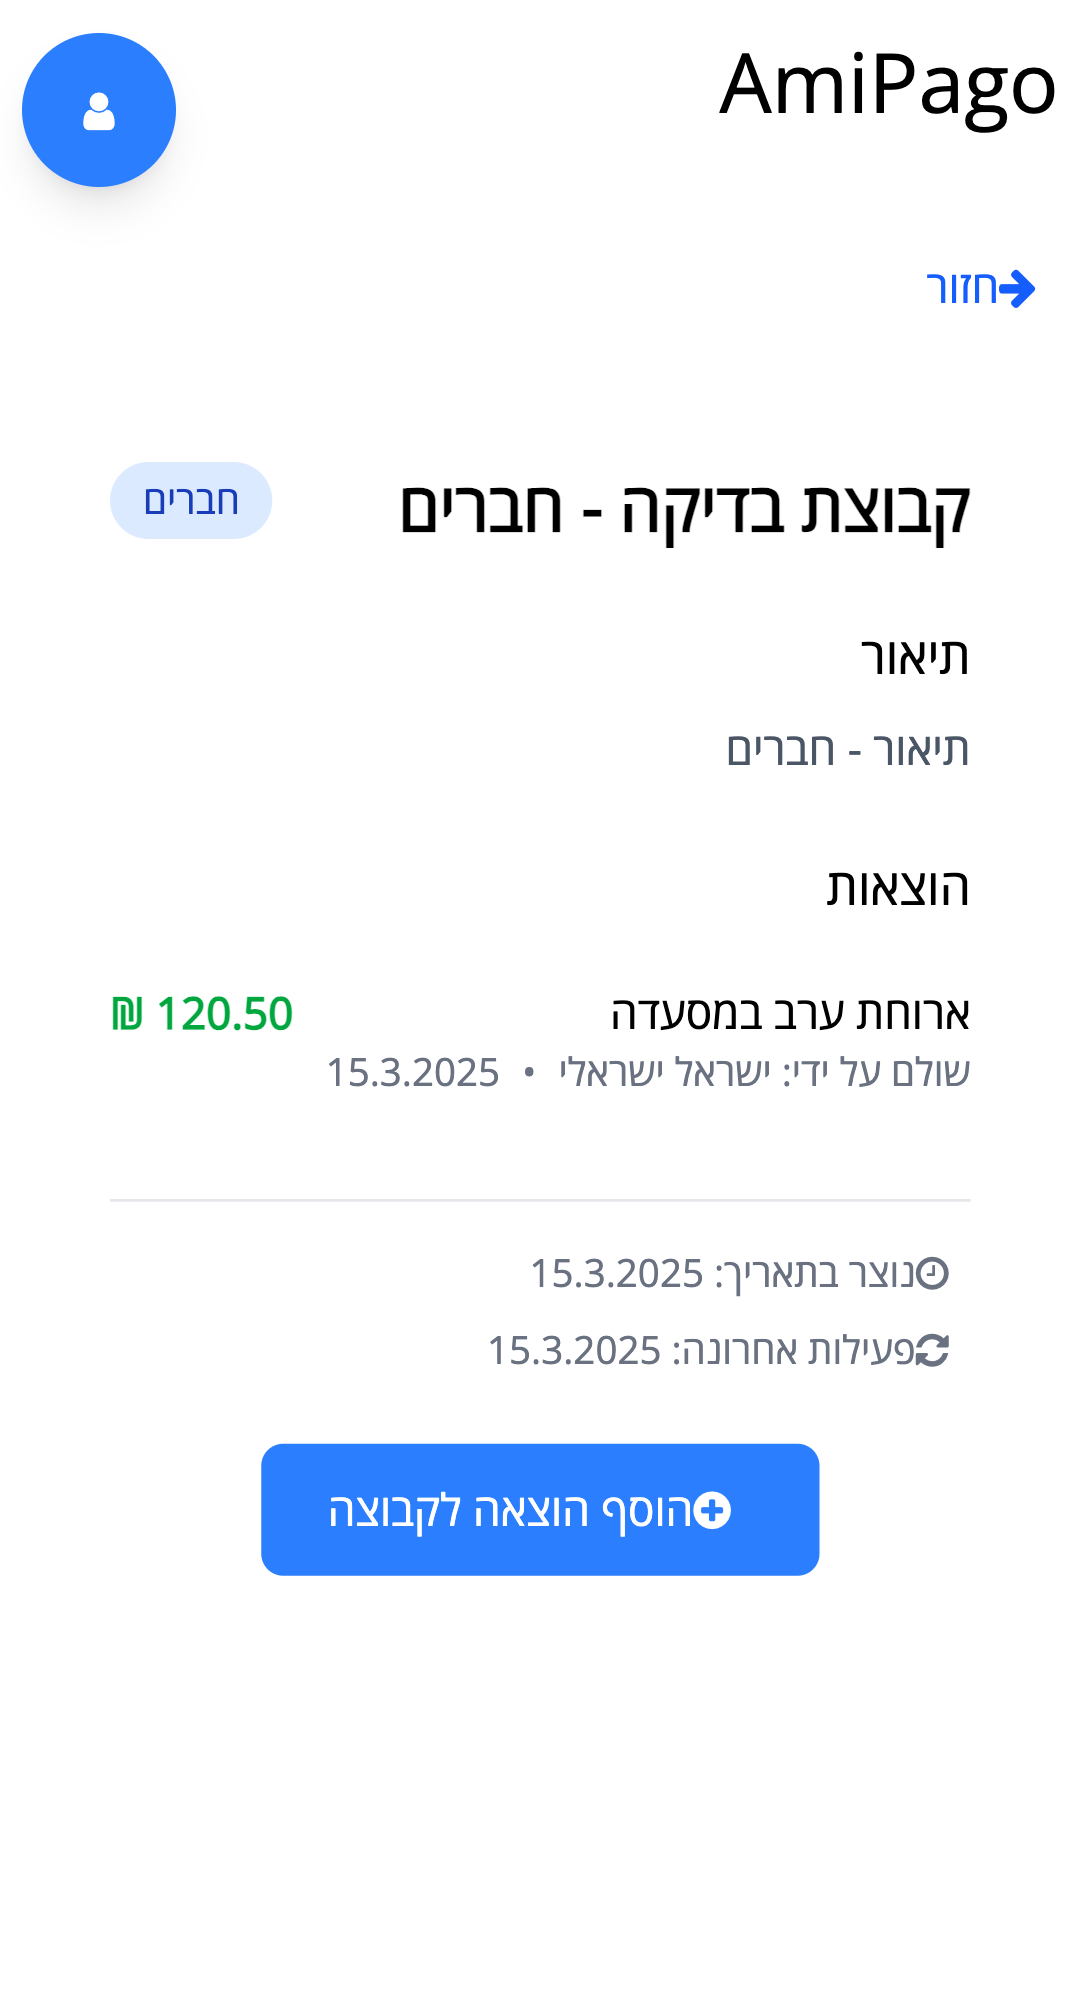 AmiPago
חזור
קבוצת בדיקה - חברים
חברים
תיאור
תיאור - חברים
הוצאות
ארוחת ערב במסעדה
120.50 ₪
שולם על ידי: ישראל ישראלי • 15.3.2025
נוצר בתאריך: 15.3.2025
פעילות אחרונה: 15.3.2025
הוסף הוצאה לקבוצה